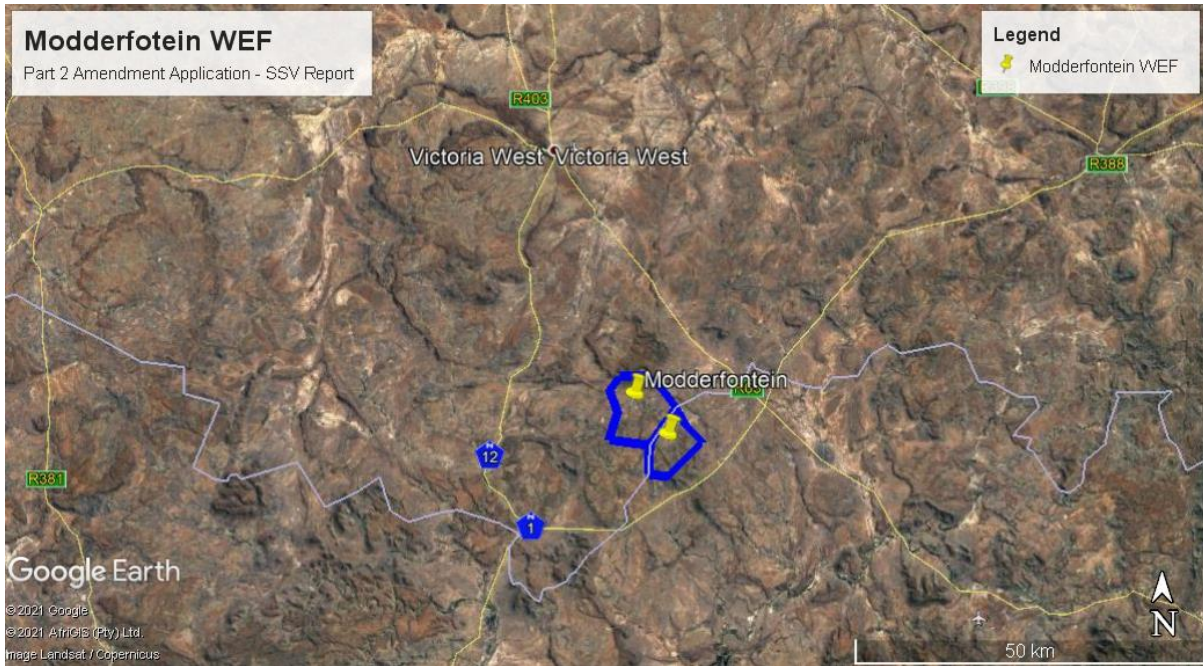 Modderfotein WEF
Part 2 Amendment Application - SSV Report
Legend
Modderfontein WEF
R403
Victoria West Victoria West
R388
Modderfontein
R63
N
12
R381
N
1
Google Earth
© 2021 Google
© 2021 AfriGIS (Pty) Ltd.
Image Landsat / Copernicus
N
50 km